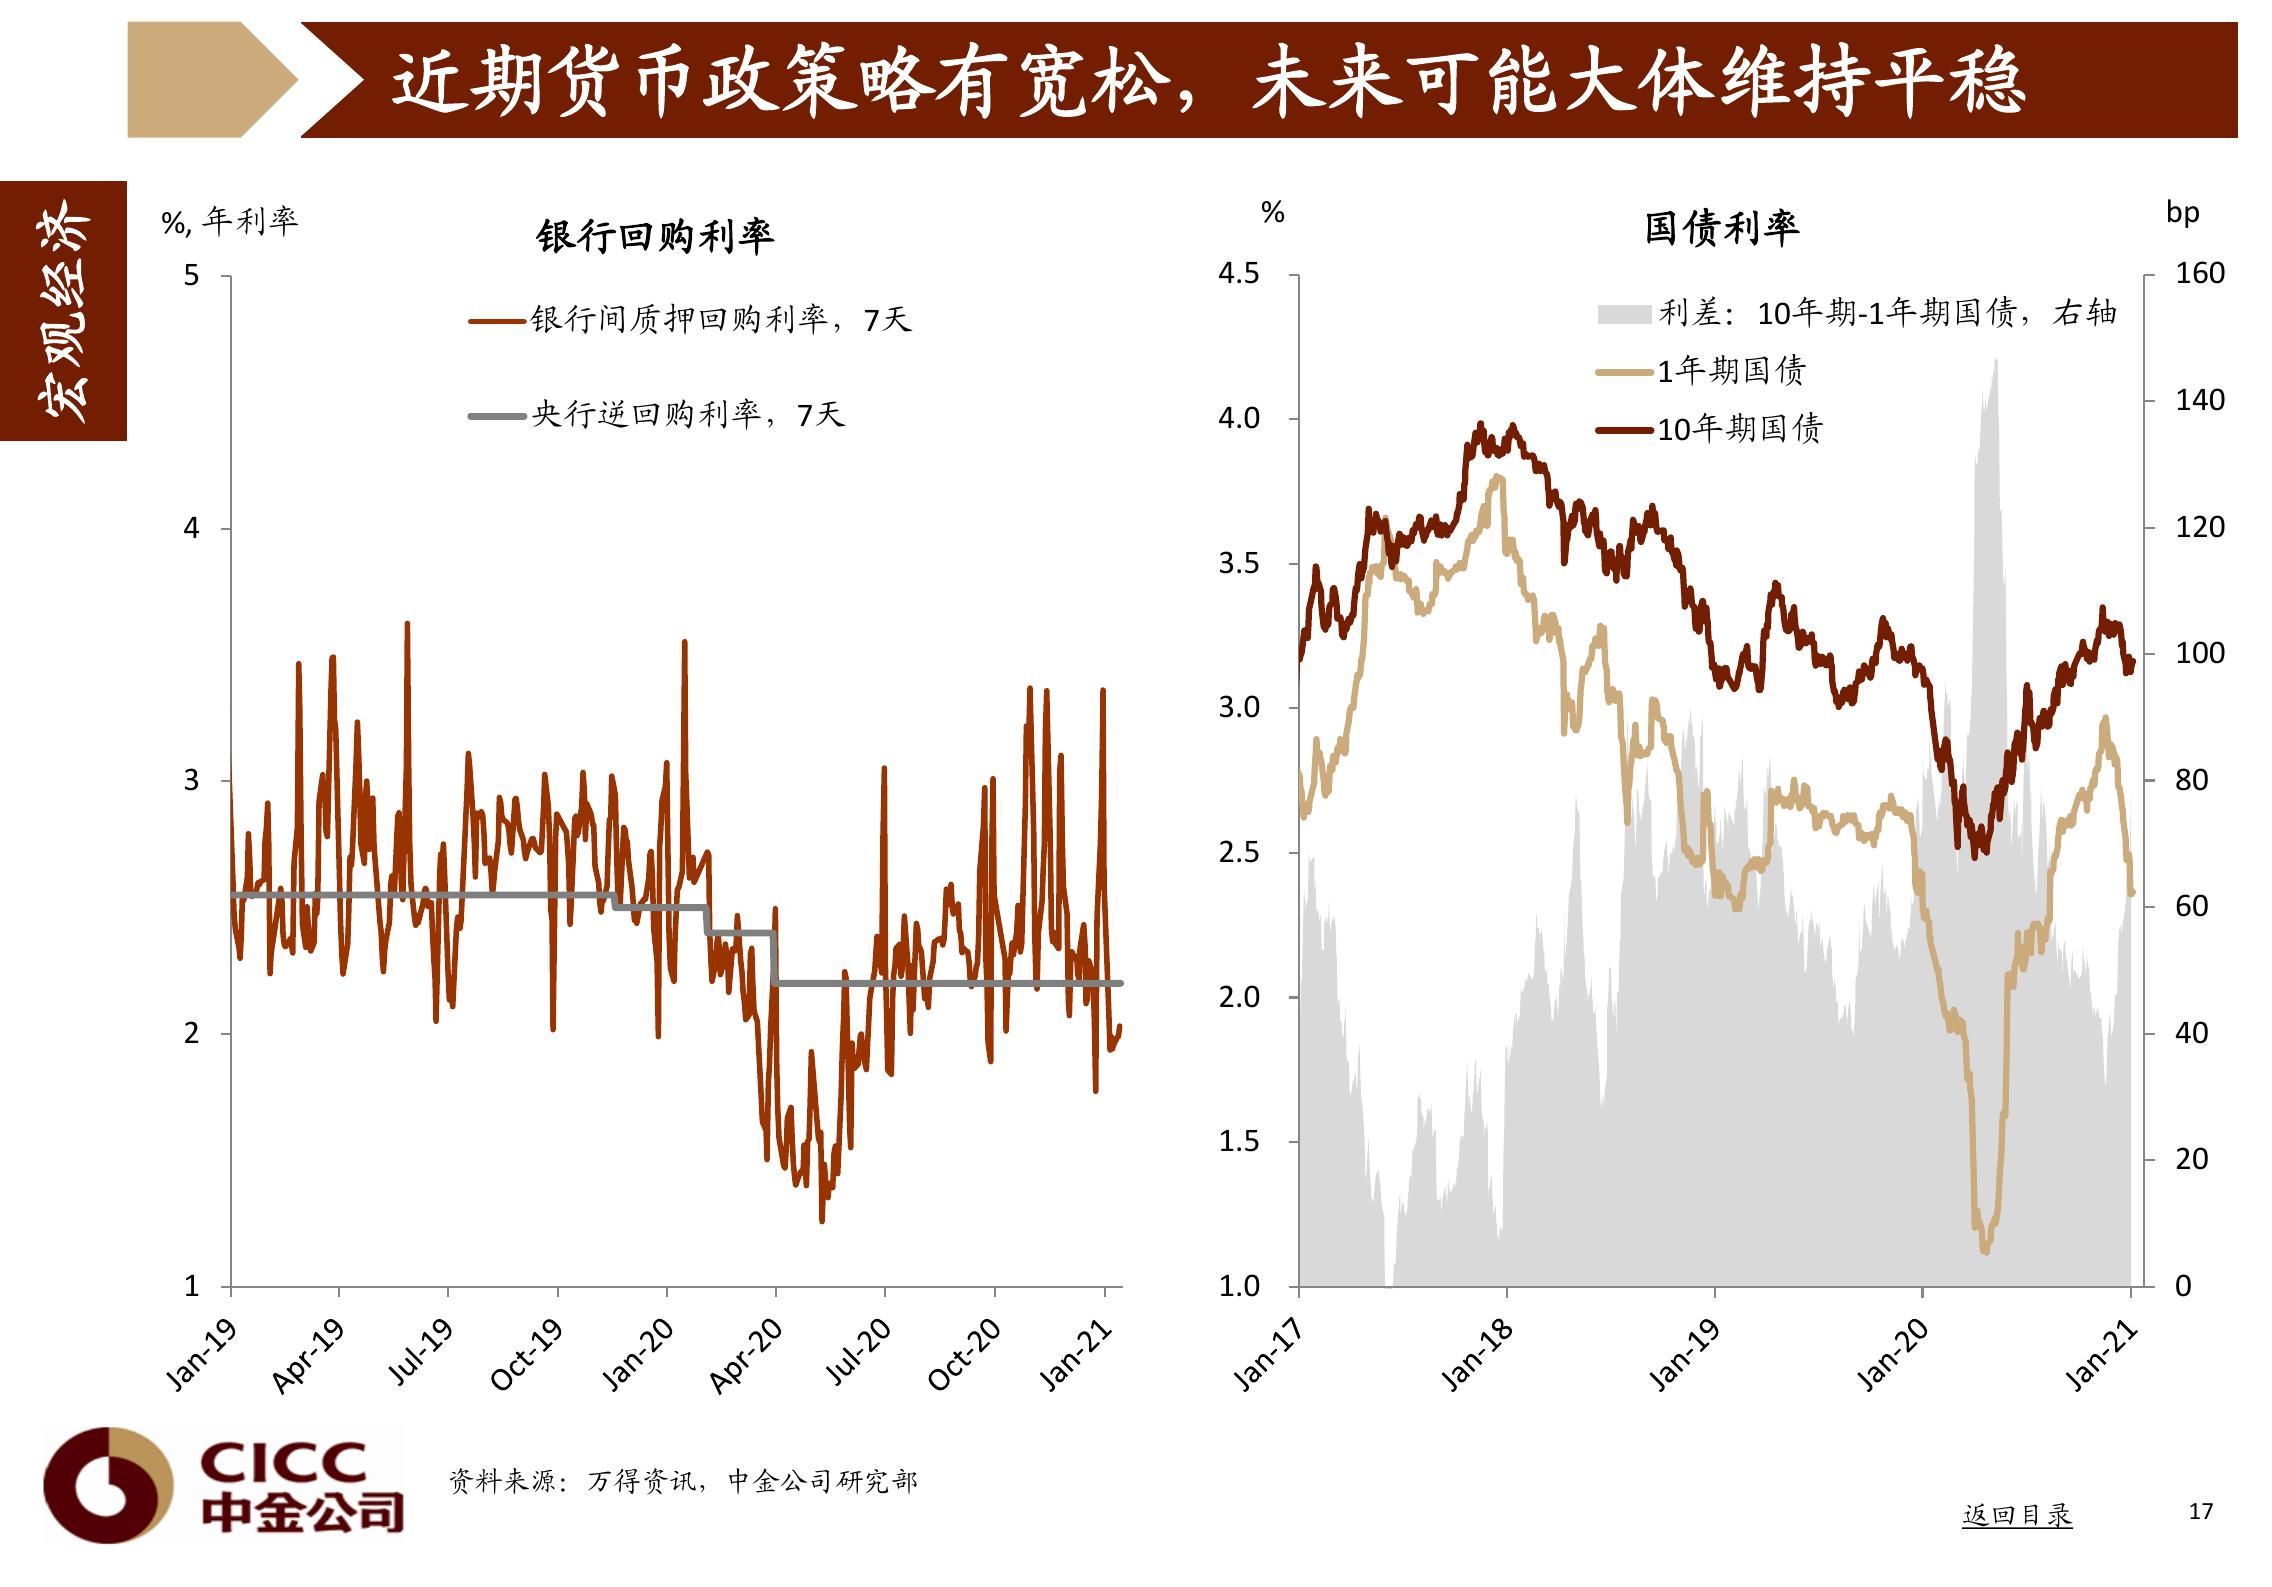 近期货币政策略有宽松，未来可能大体维持平稳
宏观经济
%, 年利率
银行回购利率
5
4
3
2
1
银行间质押回购利率，7天
央行逆回购利率，7天
Jan-19
Apr-19
Jul-19
Oct-19
Jan-20
Apr-20
Jul-20
Oct-20
Jan-21
%
国债利率
bp
4.5
4.0
3.5
3.0
2.5
2.0
1.5
1.0
利差：10年期-1年期国债，右轴
1年期国债
10年期国债
160
140
120
100
80
60
40
20
0
Jan-17
Jan-18
Jan-19
Jan-20
Jan-21
CICC
中金公司
资料来源：万得资讯，中金公司研究部
返回目录
17